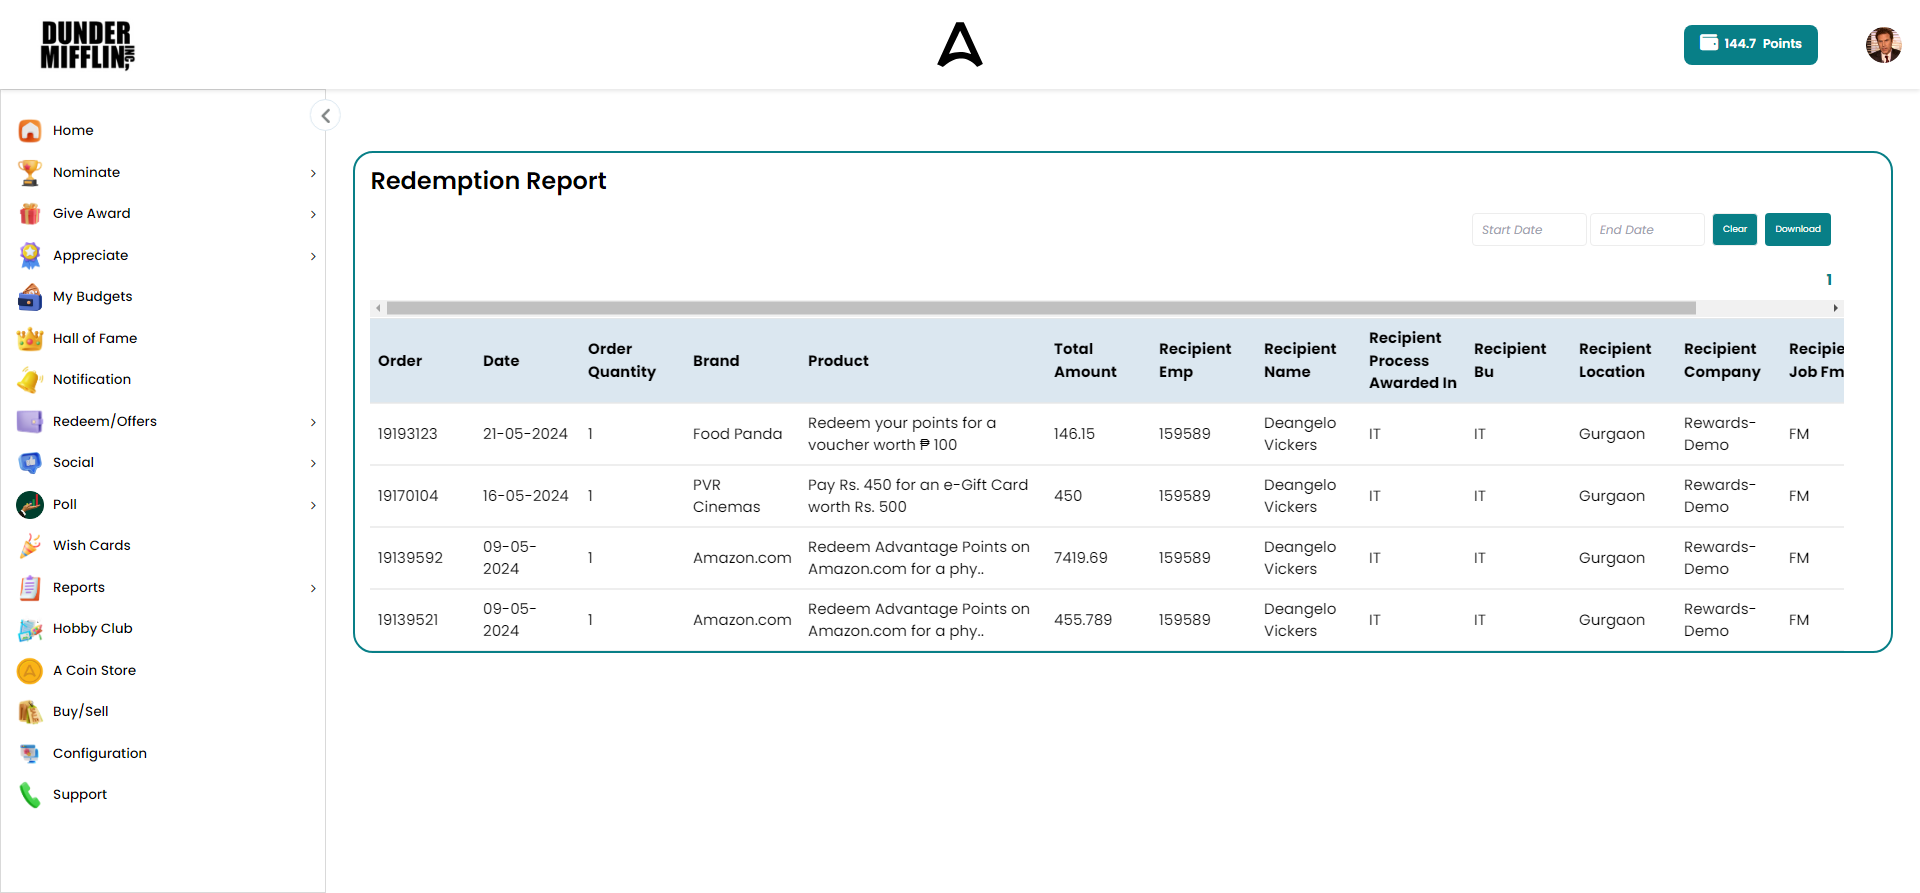 DUNDER
MIFFLIN INC,
144.7 Points
Home
Nominate
Give Award
Appreciate
My Budgets
Hall of Fame
Notification
Redeem/Offers
Social
Poll
Wish Cards
Reports
Hobby Club
A Coin Store
Buy/Sell
Configuration
Support
Redemption Report
Start Date End Date Clear Download
1
Order Date Order Quantity Brand Product Total Amount Recipient Emp Recipient Name Recipient Process Awarded In Recipient Bu Recipient Location Recipient Company Recipie Job Fm
19193123 21-05-2024 1 Food Panda Redeem your points for a voucher worth ₱ 100 146.15 159589 Deangelo Vickers IT IT Gurgaon Rewards-Demo FM
19170104 16-05-2024 1 PVR Cinemas Pay Rs. 450 for an e-Gift Card worth Rs. 500 450 159589 Deangelo Vickers IT IT Gurgaon Rewards-Demo FM
19139592 09-05-2024 1 Amazon.com Redeem Advantage Points on Amazon.com for a phy.. 7419.69 159589 Deangelo Vickers IT IT Gurgaon Rewards-Demo FM
19139521 09-05-2024 1 Amazon.com Redeem Advantage Points on Amazon.com for a phy.. 455.789 159589 Deangelo Vickers IT IT Gurgaon Rewards-Demo FM